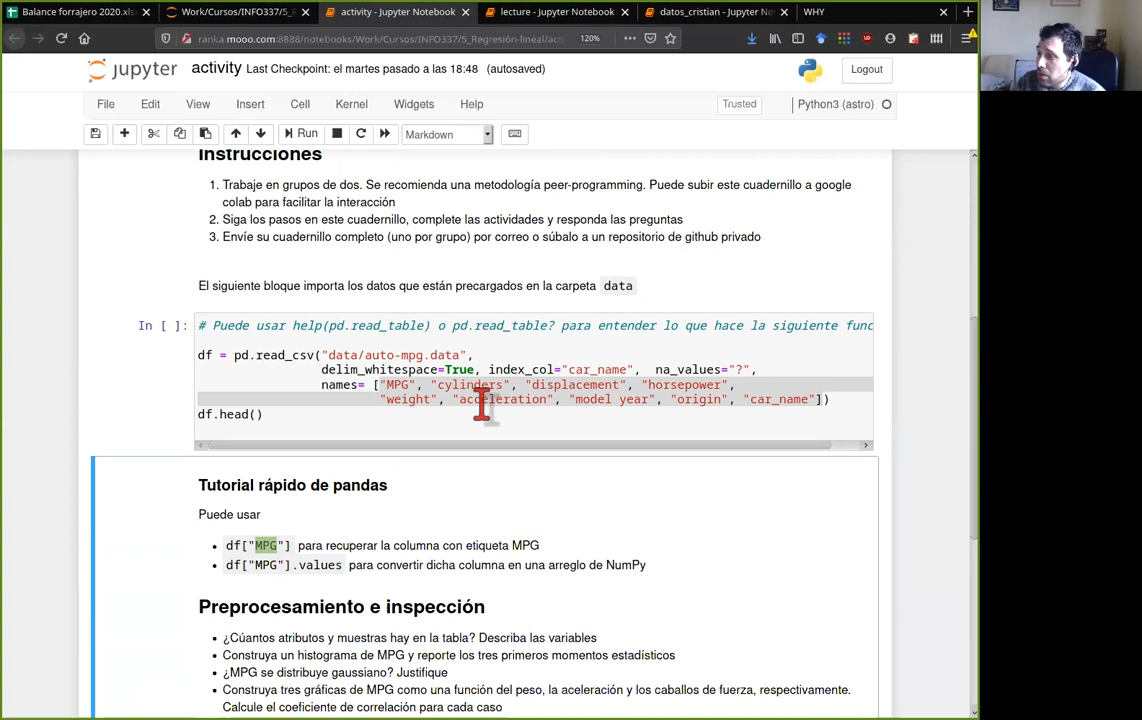 Balance forrajero 2020.xls
Work/Cursos/INFO337/5_R
activity - Jupyter Notebook
lecture - Jupyter Notebook
datos_cristian - Jupyter Not
WHY
ranka.mooo.com:8888/notebooks/Work/Cursos/INFO337/5_Regresión-lineal/act
120%
jupyter activity Last Checkpoint: el martes pasado a las 18:48 (autosaved)
Logout
File Edit View Insert Cell Kernel Widgets Help
Trusted
Python3 (astro)
Run
Markdown
Instrucciones
1. Trabaje en grupos de dos. Se recomienda una metodología peer-programming. Puede subir este cuadernillo a google
colab para facilitar la interacción
2. Siga los pasos en este cuadernillo, complete las actividades y responda las preguntas
3. Envíe su cuadernillo completo (uno por grupo) por correo o súbalo a un repositorio de github privado
El siguiente bloque importa los datos que están precargados en la carpeta data
In [ ]:
# Puede usar help(pd.read_table) o pd.read_table? para entender lo que hace la siguiente func
df = pd.read_csv("data/auto-mpg.data",
delim_whitespace=True, index_col="car_name", na_values="?",
names= ["MPG", "cylinders", "displacement", "horsepower",
"weight", "acceleration", "model year", "origin", "car_name"])
df.head()
Tutorial rápido de pandas
Puede usar
• df["MPG"] para recuperar la columna con etiqueta MPG
• df["MPG"].values para convertir dicha columna en una arreglo de NumPy
Preprocesamiento e inspección
• ¿Cúantos atributos y muestras hay en la tabla? Describa las variables
• Construya un histograma de MPG y reporte los tres primeros momentos estadísticos
• ¿MPG se distribuye gaussiano? Justifique
• Construya tres gráficas de MPG como una función del peso, la aceleración y los caballos de fuerza, respectivamente.
Calcule el coeficiente de correlación para cada caso